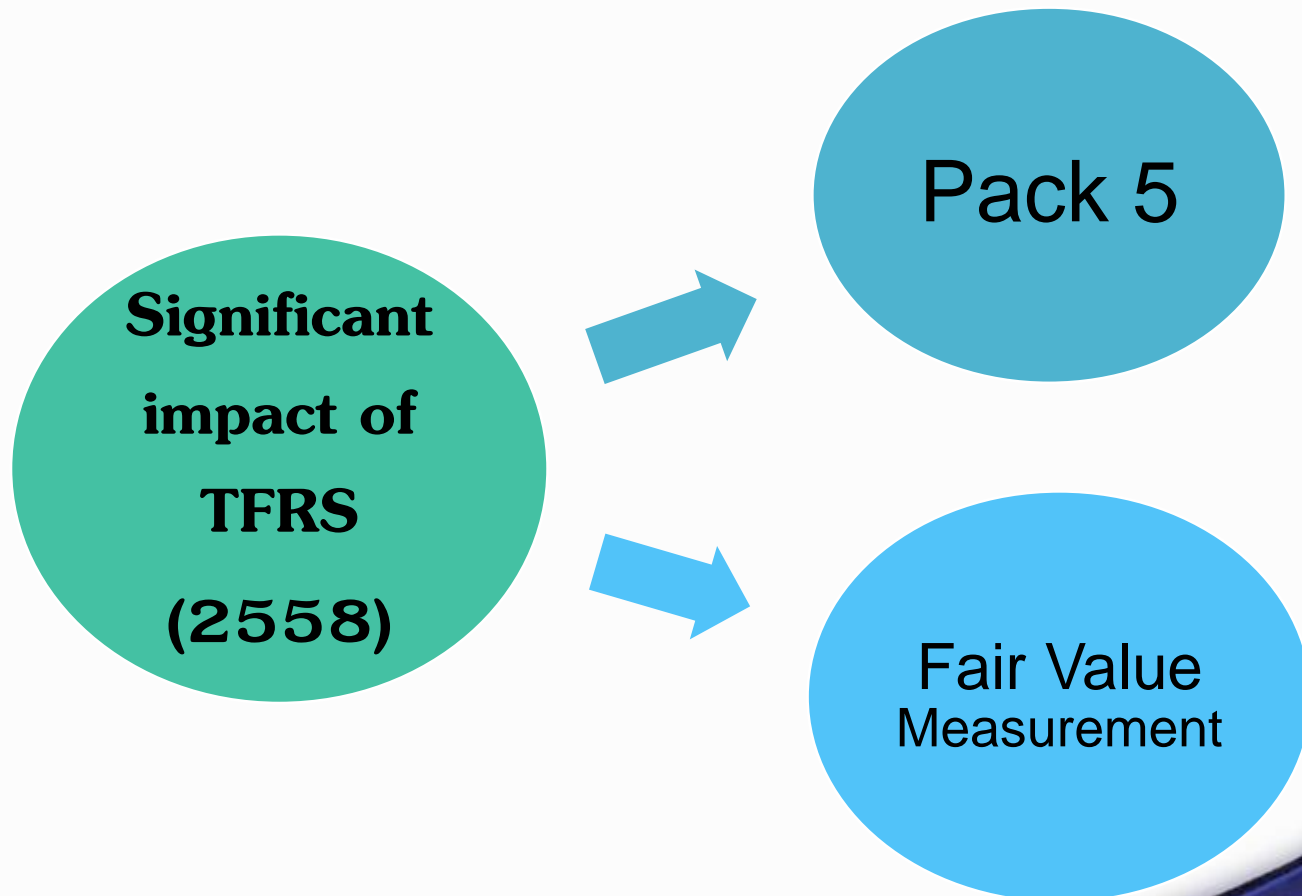 Significant
impact of
TFRS
(2558)
Pack 5
Fair Value
Measurement